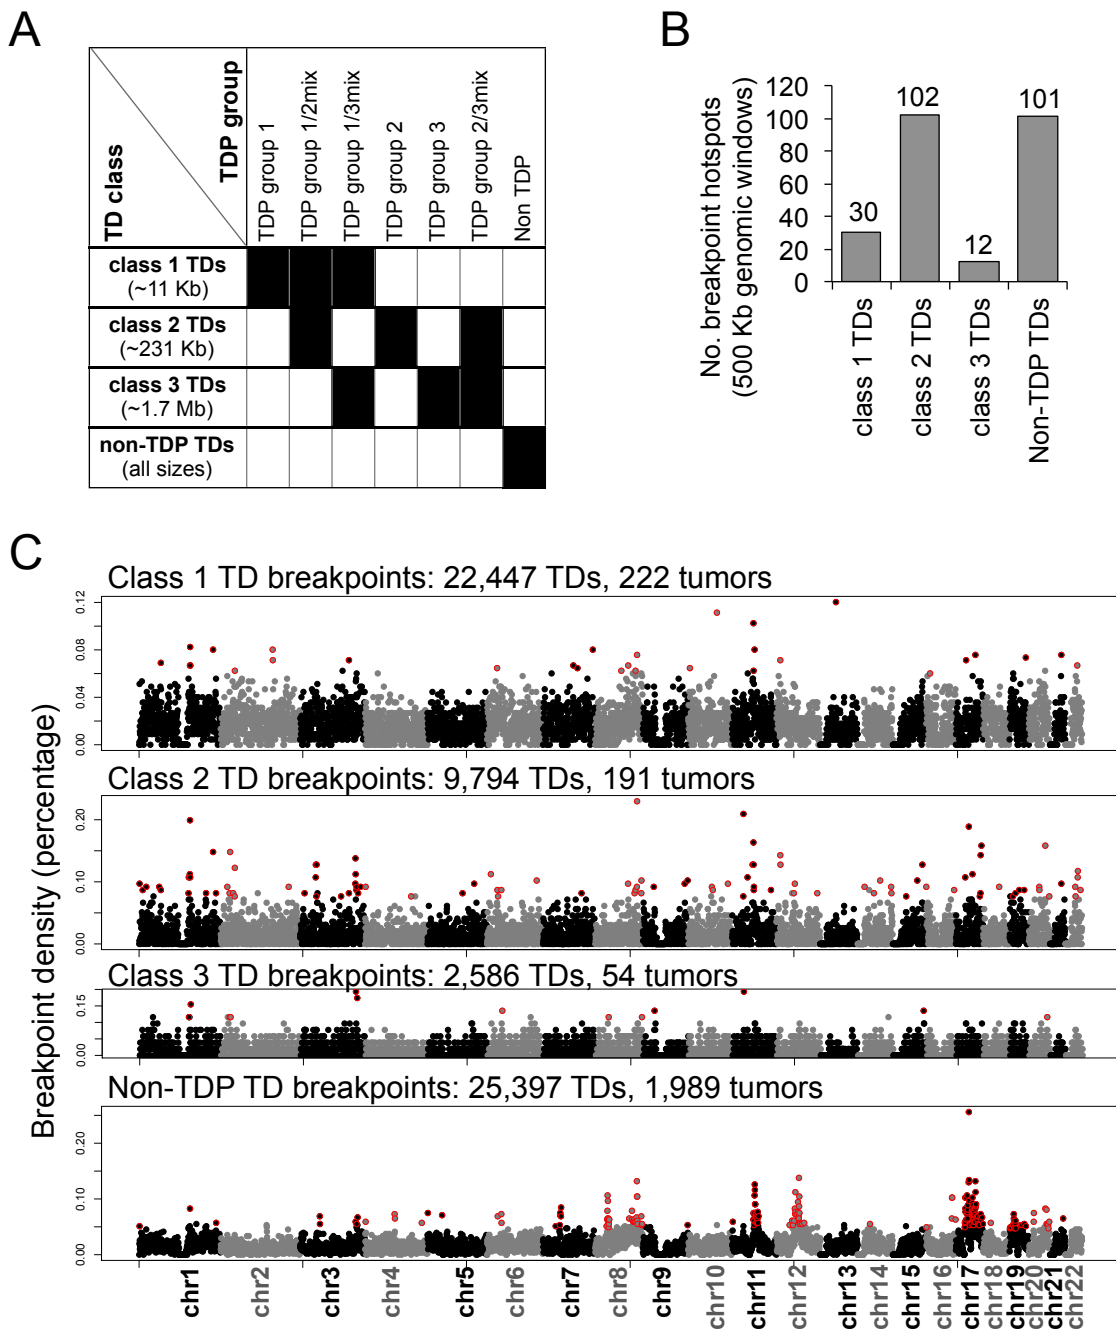 A
TD class
TDP group
TDP group 1
TDP group 1/2mix
TDP group 1/3mix
TDP group 2
TDP group 3
TDP group 2/3mix
Non TDP
class 1 TDs
(~11 Kb)
class 2 TDs
(~231 Kb)
class 3 TDs
(~1.7 Mb)
non-TDP TDs
(all sizes)
B
No. breakpoint hotspots
(500 Kb genomic windows)
120
100
80
60
40
20
0
30
102
12
101
class 1 TDs
class 2 TDs
class 3 TDs
Non-TDP TDs
C
Breakpoint density (percentage)
Class 1 TD breakpoints: 22,447 TDs, 222 tumors
0.12
0.08
0.04
0.00
Class 2 TD breakpoints: 9,794 TDs, 191 tumors
0.20
0.10
0.00
Class 3 TD breakpoints: 2,586 TDs, 54 tumors
0.15
0.00
Non-TDP TD breakpoints: 25,397 TDs, 1,989 tumors
0.20
0.10
0.00
chr1
chr2
chr3
chr4
chr5
chr6
chr7
chr8
chr9
chr10
chr11
chr12
chr13
chr14
chr15
chr16
chr17
chr18
chr19
chr20
chr21
chr22